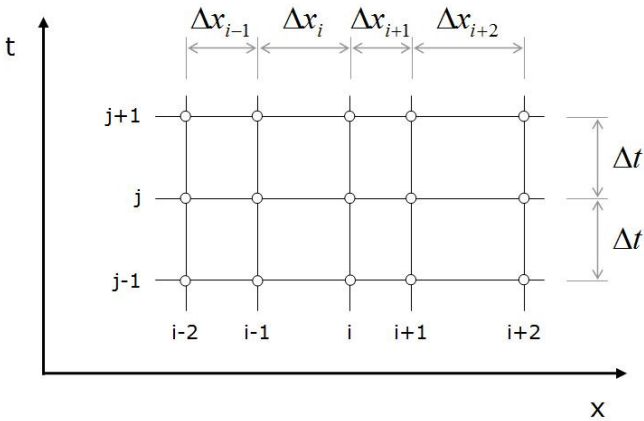 Δx_{i-1} Δx_i Δx_{i+1} Δx_{i+2}
t
j+1
Δt
j
Δt
j-1
i-2 i-1 i i+1 i+2
x